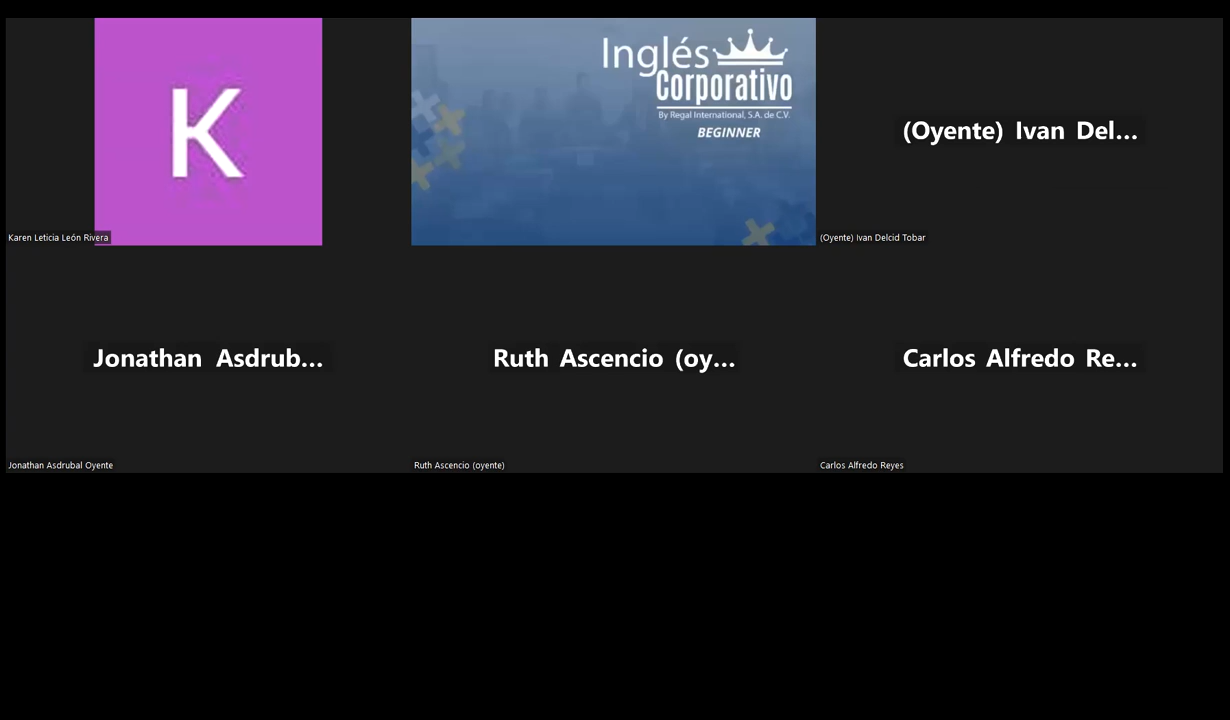 K
Karen Leticia León Rivera
Inglés
Corporativo
By Regal International, S.A. de C.V.
BEGINNER
(Oyente) Ivan Del...
(Oyente) Ivan Delcid Tobar
Jonathan Asdrub...
Jonathan Asdrubal Oyente
Ruth Ascencio (oy...
Ruth Ascencio (oyente)
Carlos Alfredo Re...
Carlos Alfredo Reyes